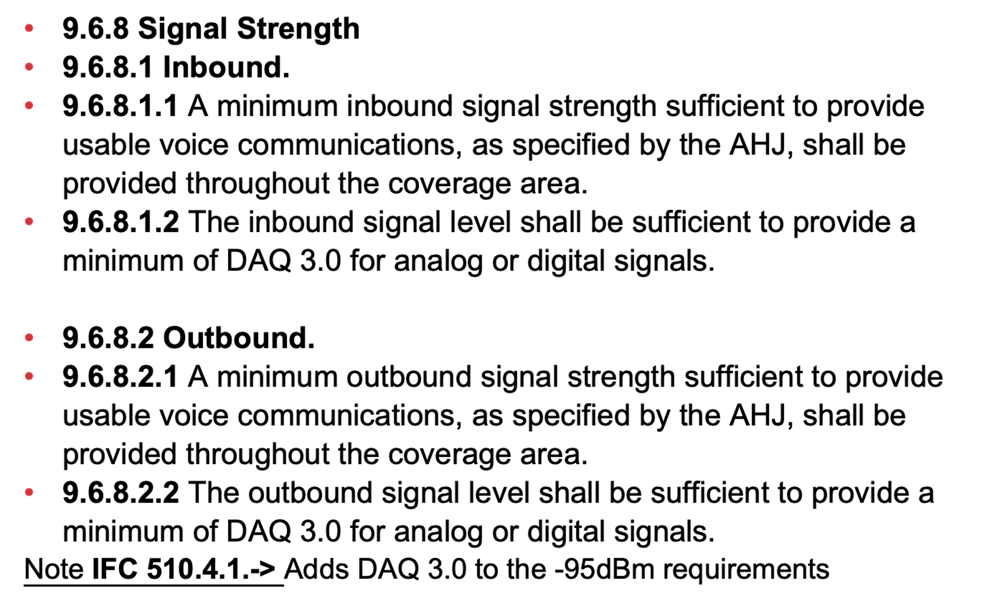 • 9.6.8 Signal Strength
• 9.6.8.1 Inbound.
• 9.6.8.1.1 A minimum inbound signal strength sufficient to provide
usable voice communications, as specified by the AHJ, shall be
provided throughout the coverage area.
• 9.6.8.1.2 The inbound signal level shall be sufficient to provide a
minimum of DAQ 3.0 for analog or digital signals.
• 9.6.8.2 Outbound.
• 9.6.8.2.1 A minimum outbound signal strength sufficient to provide
usable voice communications, as specified by the AHJ, shall be
provided throughout the coverage area.
• 9.6.8.2.2 The outbound signal level shall be sufficient to provide a
minimum of DAQ 3.0 for analog or digital signals.
Note IFC 510.4.1.-> Adds DAQ 3.0 to the -95dBm requirements